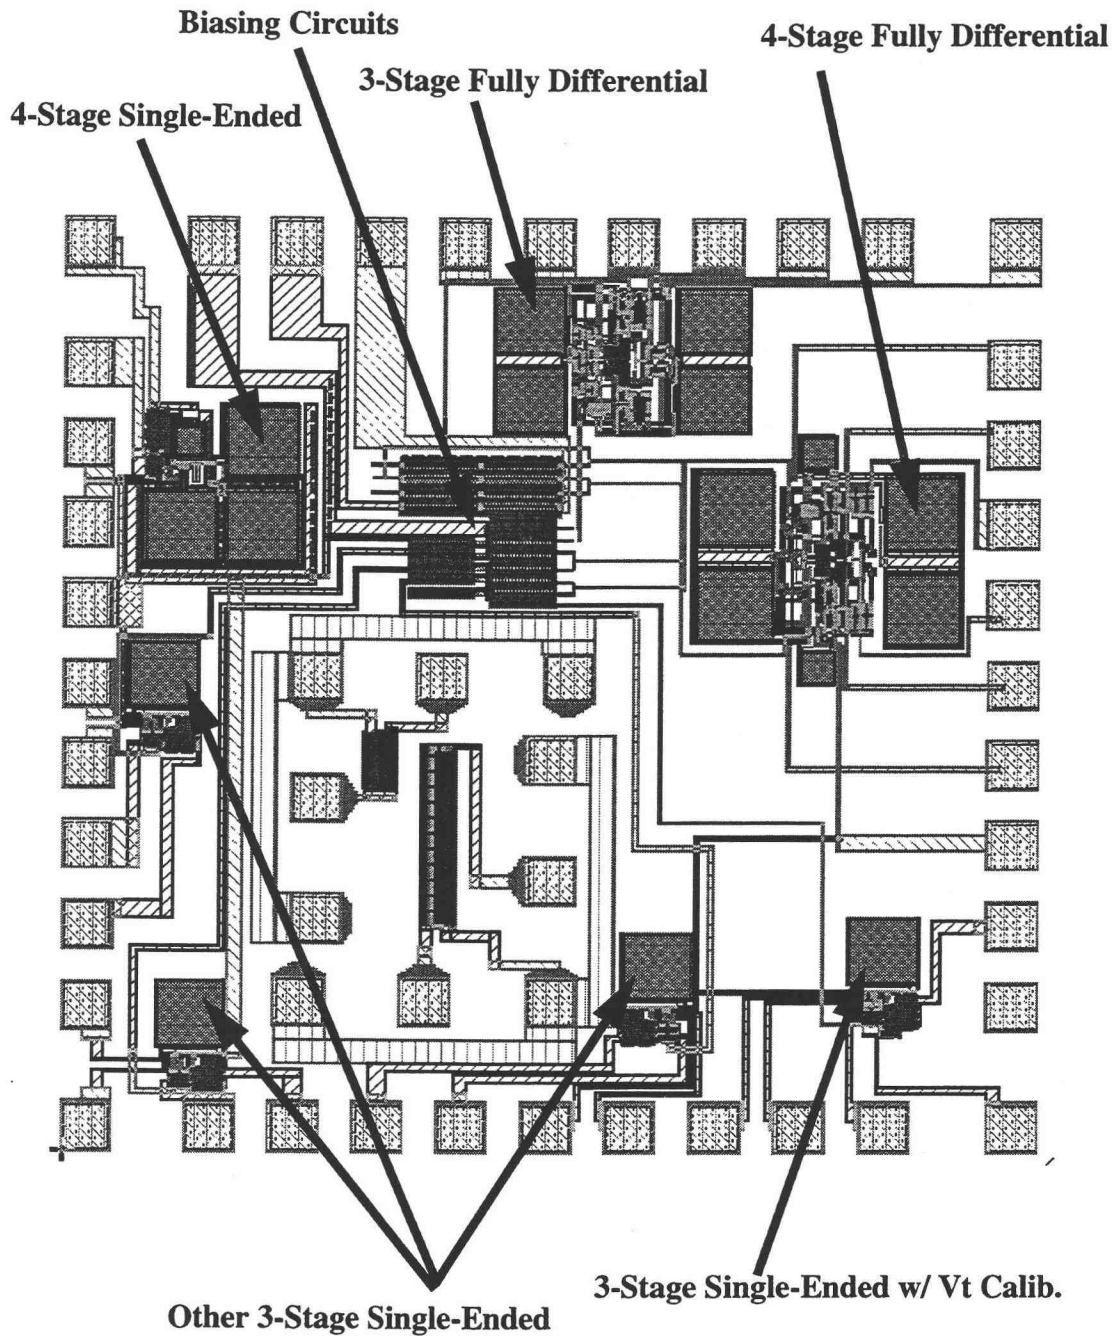 Biasing Circuits
4-Stage Fully Differential
3-Stage Fully Differential
4-Stage Single-Ended
3-Stage Single-Ended w/ Vt Calib.
Other 3-Stage Single-Ended